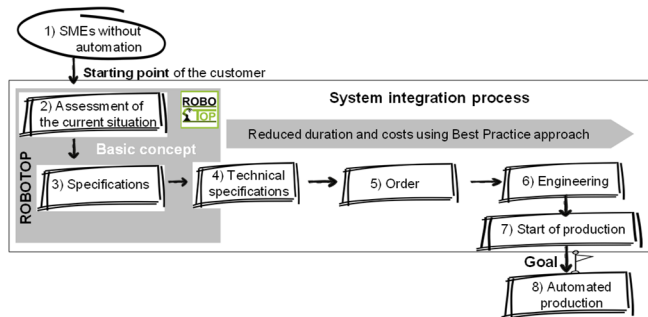 1) SMEs without
automation
Starting point of the customer
System integration process
2) Assessment of
the current situation
ROBO
TOP
Reduced duration and costs using Best Practice approach
Basic concept
ROBOTOP
3) Specifications
4) Technical
specifications
5) Order
6) Engineering
7) Start of production
Goal
8) Automated
production